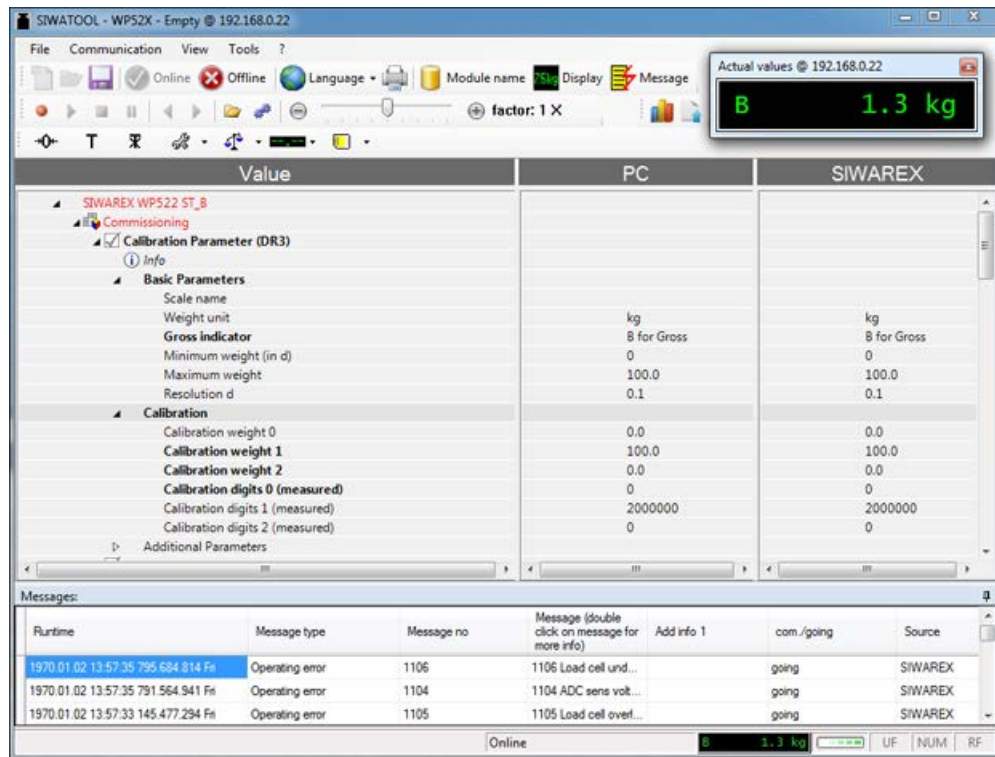 SIWATOOL - WP52X - Empty @ 192.168.0.22
File Communication View Tools ?
Online Offline Language Module name 75kg Display Message
factor: 1 X
Actual values @ 192.168.0.22
B 1.3 kg
T
Value PC SIWAREX
SIWAREX WP522 ST_B
Commissioning
Calibration Parameter (DR3)
Info
Basic Parameters
Scale name
Weight unit kg kg
Gross indicator B for Gross B for Gross
Minimum weight (in d) 0 0
Maximum weight 100.0 100.0
Resolution d 0.1 0.1
Calibration
Calibration weight 0 0.0 0.0
Calibration weight 1 100.0 100.0
Calibration weight 2 0.0 0.0
Calibration digits 0 (measured) 0 0
Calibration digits 1 (measured) 2000000 2000000
Calibration digits 2 (measured) 0 0
Additional Parameters
Messages:
Runtime Message type Message no Message (double click on message for more info) Add info 1 com./going Source
1970.01.02 13:57:35 795.684.814 Fri Operating error 1106 1106 Load cell und... going SIWAREX
1970.01.02 13:57:35 791.564.941 Fri Operating error 1104 1104 ADC sens volt... going SIWAREX
1970.01.02 13:57:33 145.477.294 Fri Operating error 1105 1105 Load cell overl... going SIWAREX
Online B 1.3 kg UF NUM RF